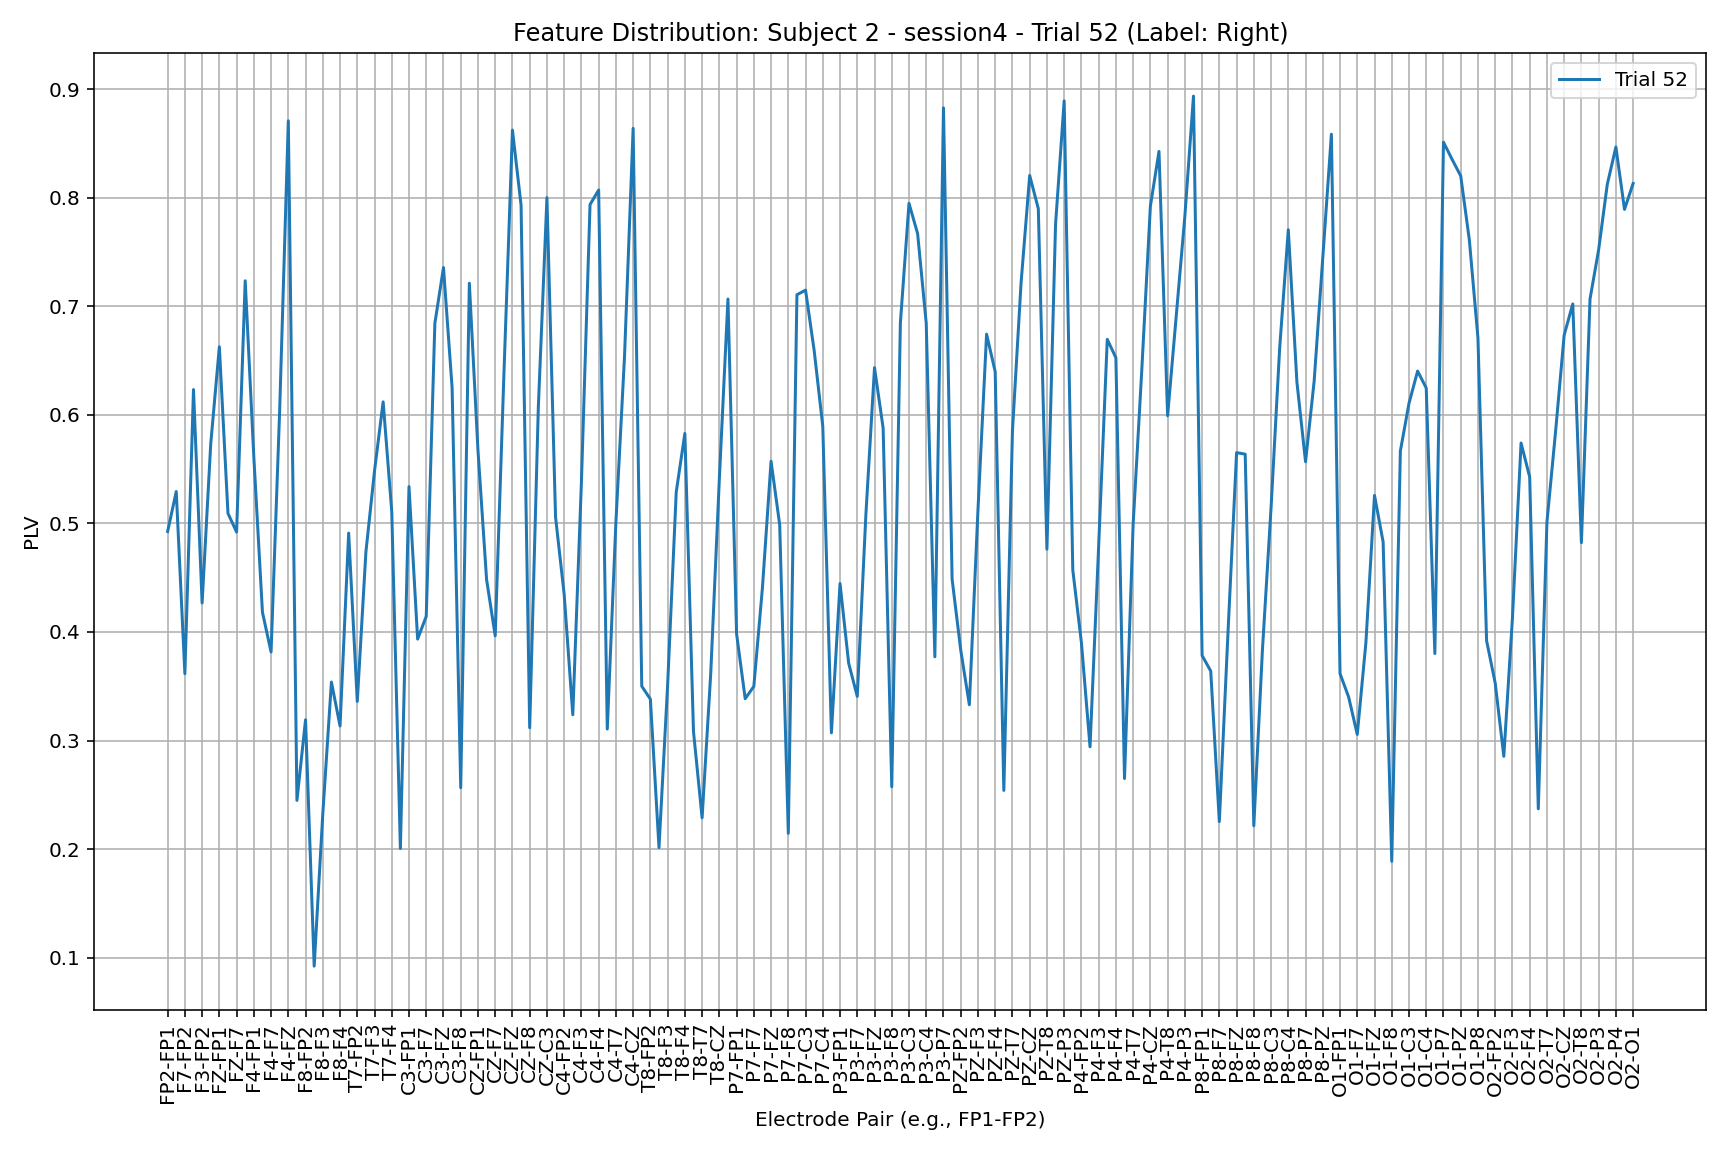 Feature Distribution: Subject 2 - session4 - Trial 52 (Label: Right)
Trial 52
0.9
0.8
0.7
0.6
0.5
0.4
0.3
0.2
0.1
PLV
FP2-FP1
F7-FP2
F3-FP2
FZ-FP1
FZ-F7
F4-FP1
F4-F7
F4-FZ
F8-FP2
F8-F3
F8-F4
T7-FP2
T7-F3
T7-F4
C3-FP1
C3-F7
C3-FZ
C3-F8
CZ-FP1
CZ-F7
CZ-FZ
CZ-F8
CZ-C3
C4-FP2
C4-F3
C4-F4
C4-T7
C4-CZ
T8-FP2
T8-F3
T8-F4
T8-T7
T8-CZ
P7-FP1
P7-F7
P7-FZ
P7-F8
P7-C3
P7-C4
P3-FP1
P3-F7
P3-FZ
P3-F8
P3-C3
P3-C4
P3-P7
PZ-FP2
PZ-F3
PZ-F4
PZ-T7
PZ-CZ
PZ-T8
PZ-P3
P4-FP2
P4-F3
P4-F4
P4-T7
P4-CZ
P4-T8
P4-P3
P8-FP1
P8-F7
P8-FZ
P8-F8
P8-C3
P8-C4
P8-P7
P8-PZ
O1-FP1
O1-F7
O1-FZ
O1-F8
O1-C3
O1-C4
O1-P7
O1-PZ
O1-P8
O2-FP2
O2-F3
O2-F4
O2-T7
O2-CZ
O2-T8
O2-P3
O2-P4
O2-O1
Electrode Pair (e.g., FP1-FP2)